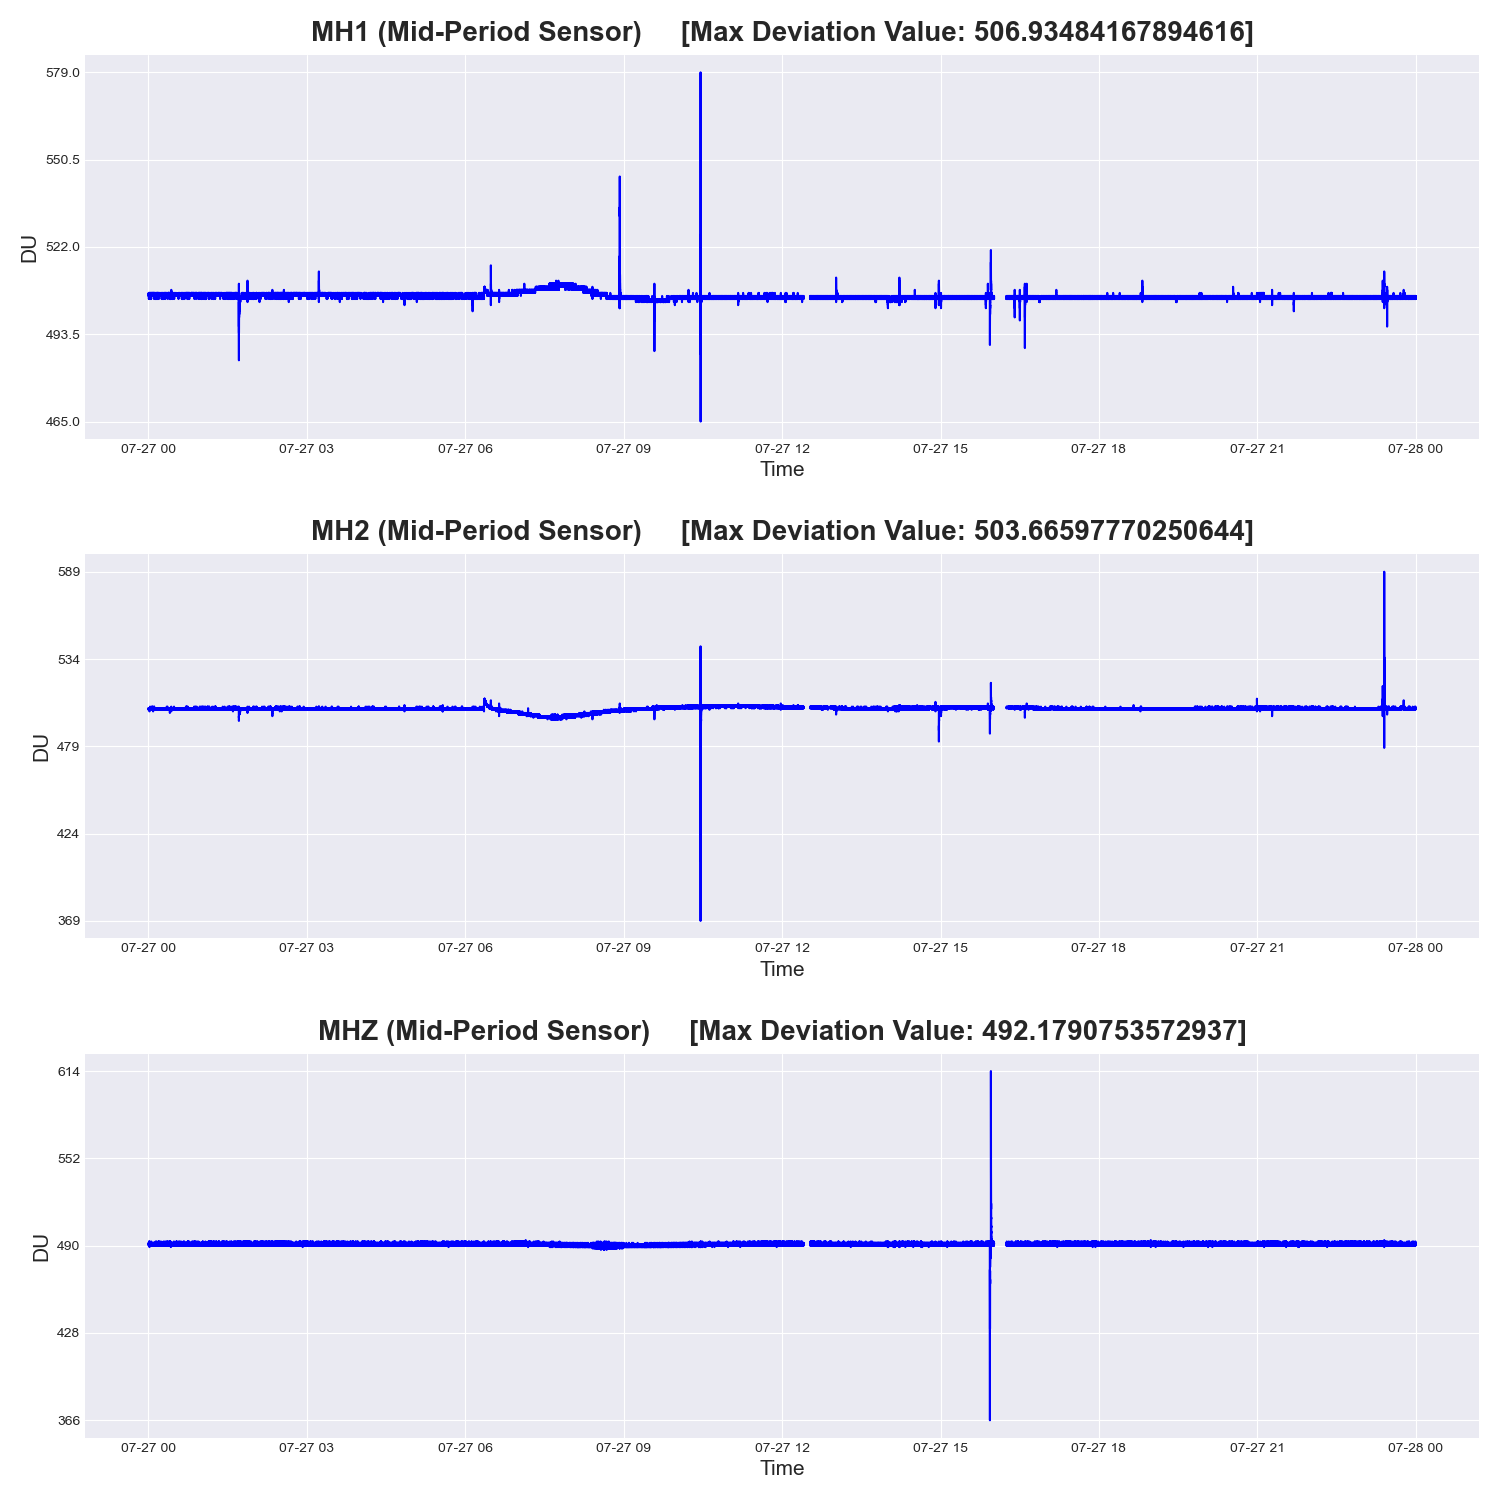 MH1 (Mid-Period Sensor) [Max Deviation Value: 506.93484167894616]
579.0
550.5
522.0
493.5
465.0
DU
07-27 00 07-27 03 07-27 06 07-27 09 07-27 12 07-27 15 07-27 18 07-27 21 07-28 00
Time
MH2 (Mid-Period Sensor) [Max Deviation Value: 503.66597770250644]
589
534
479
424
369
DU
07-27 00 07-27 03 07-27 06 07-27 09 07-27 12 07-27 15 07-27 18 07-27 21 07-28 00
Time
MHZ (Mid-Period Sensor) [Max Deviation Value: 492.1790753572937]
614
552
490
428
366
DU
07-27 00 07-27 03 07-27 06 07-27 09 07-27 12 07-27 15 07-27 18 07-27 21 07-28 00
Time